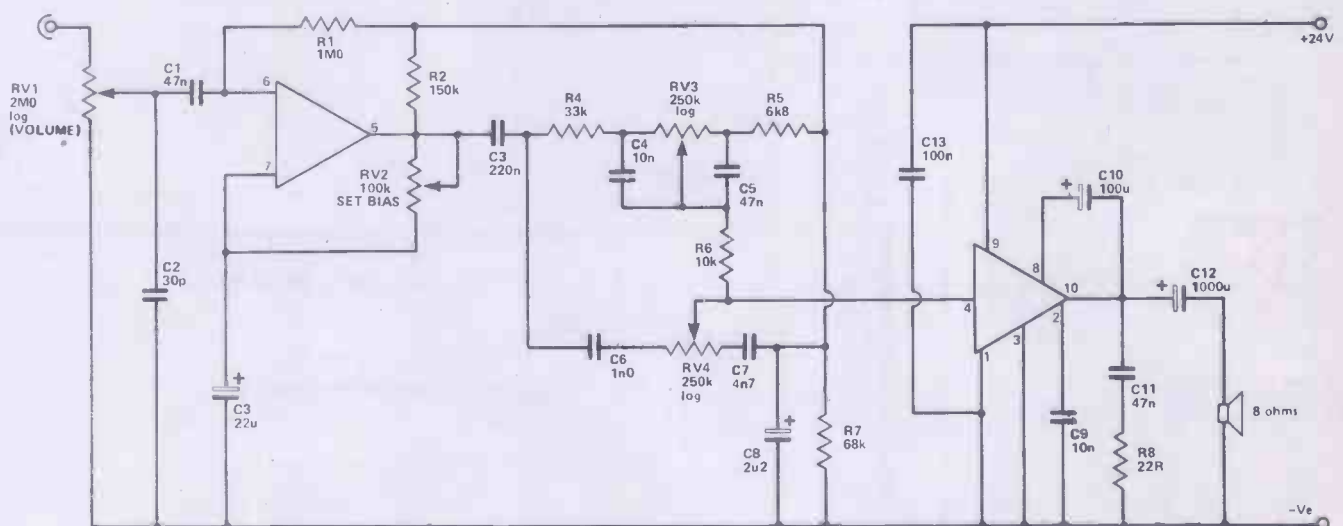 RV1
2M0
log
(VOLUME)
C1
47n
C2
30p
R1
1M0
6
7
5
R2
150k
RV2
100k
SET BIAS
C3
22u
C3
220n
R4
33k
C4
10n
RV3
250k
log
C5
47n
R5
6k8
R6
10k
C6
1n0
RV4
250k
log
C7
4n7
+
C8
2u2
R7
68k
C13
100n
9
8
4
10
2
3
1
+
C10
100u
C9
10n
C11
47n
R8
22R
+
C12
1000u
8 ohms
+24V
-Ve
+